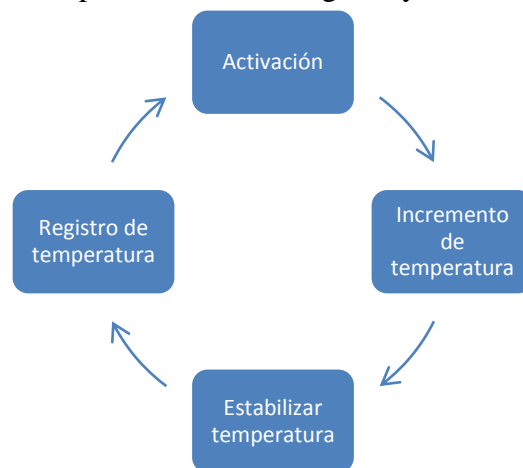 Activación
Incremento
de
temperatura
Estabilizar
temperatura
Registro de
temperatura